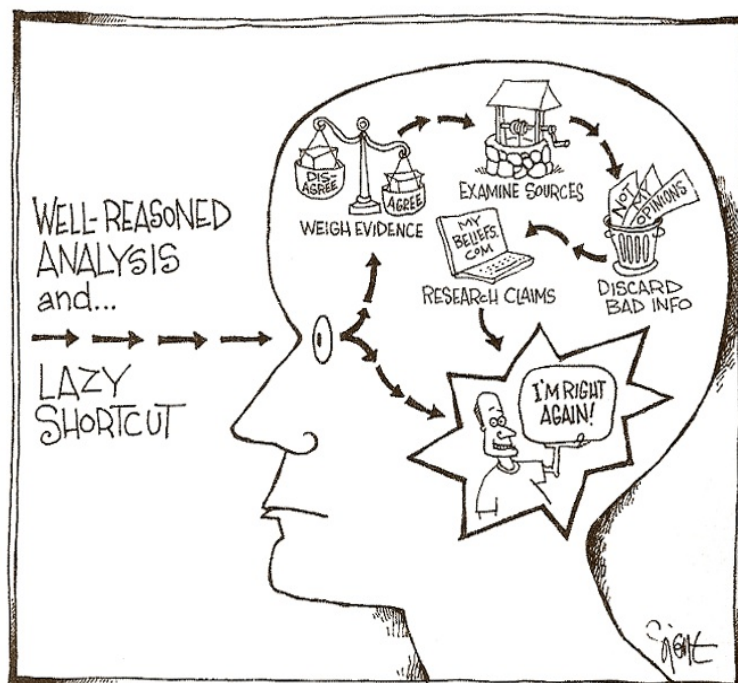 WELL-REASONED
ANALYSIS
and...
LAZY
SHORTCUT
DIS-
AGREE
AGREE
WEIGH EVIDENCE
EXAMINE SOURCES
NOT
MY
OPINIONS
DISCARD
BAD INFO
MY
BELIEFS.
COM
RESEARCH CLAIMS
I'M RIGHT
AGAIN!